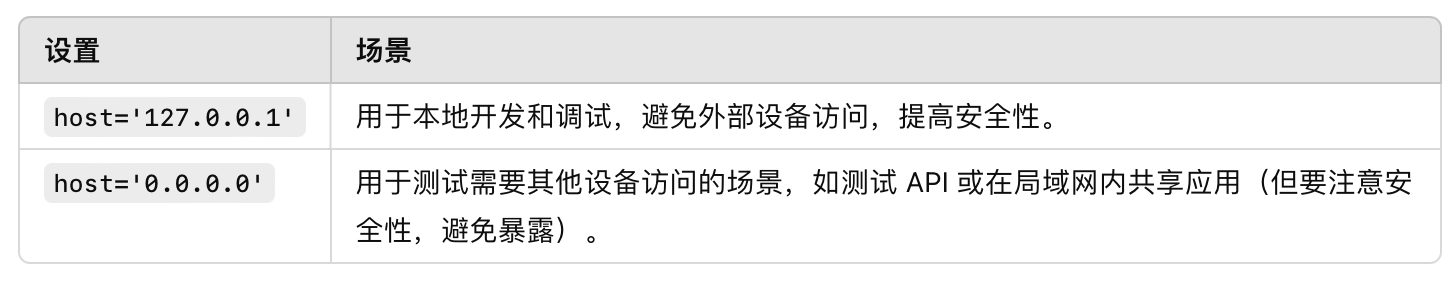 设置 场景
host='127.0.0.1' 用于本地开发和调试，避免外部设备访问，提高安全性。
host='0.0.0.0' 用于测试需要其他设备访问的场景，如测试 API 或在局域网内共享应用（但要注意安
全性，避免暴露）。